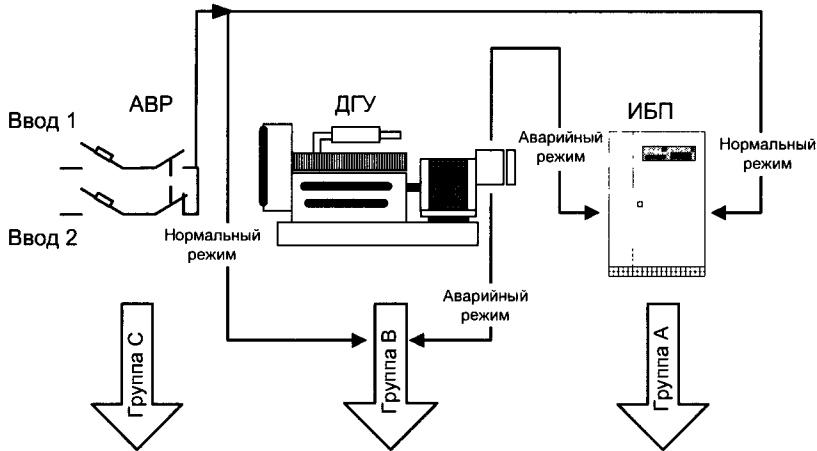 АВР
ДГУ
ИБП
Ввод 1
Аварийный
режим
Нормальный
режим
Ввод 2
Нормальный
режим
Аварийный
режим
Группа С
Группа В
Группа А